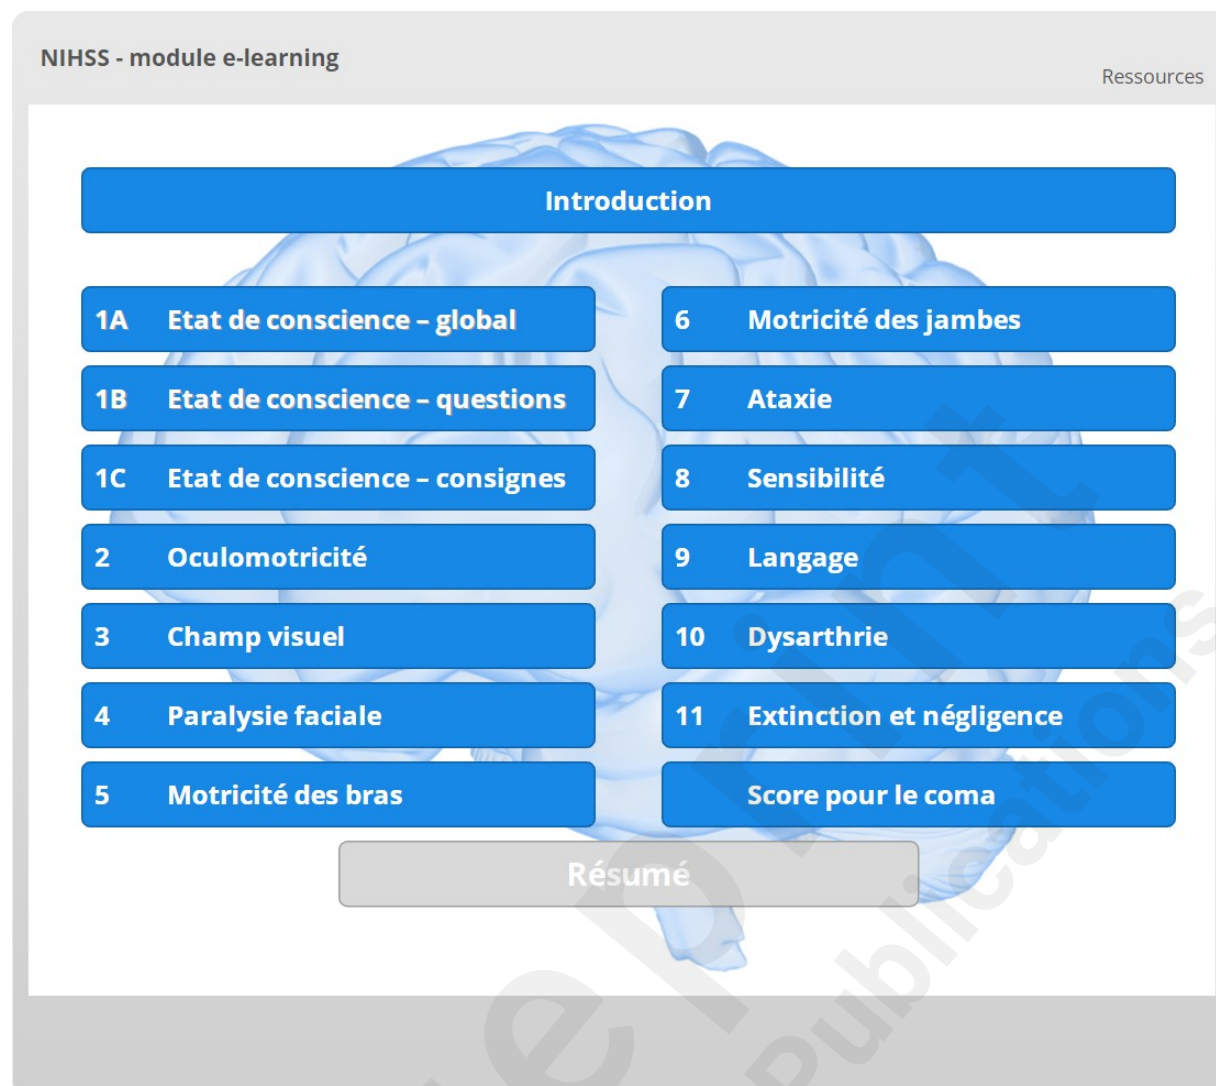 NIHSS - module e-learning
Ressources
Introduction
1A Etat de conscience – global
1B Etat de conscience – questions
1C Etat de conscience – consignes
2 Oculomotricité
3 Champ visuel
4 Paralysie faciale
5 Motricité des bras
6 Motricité des jambes
7 Ataxie
8 Sensibilité
9 Langage
10 Dysarthrie
11 Extinction et négligence
Score pour le coma
Résumé
Publications